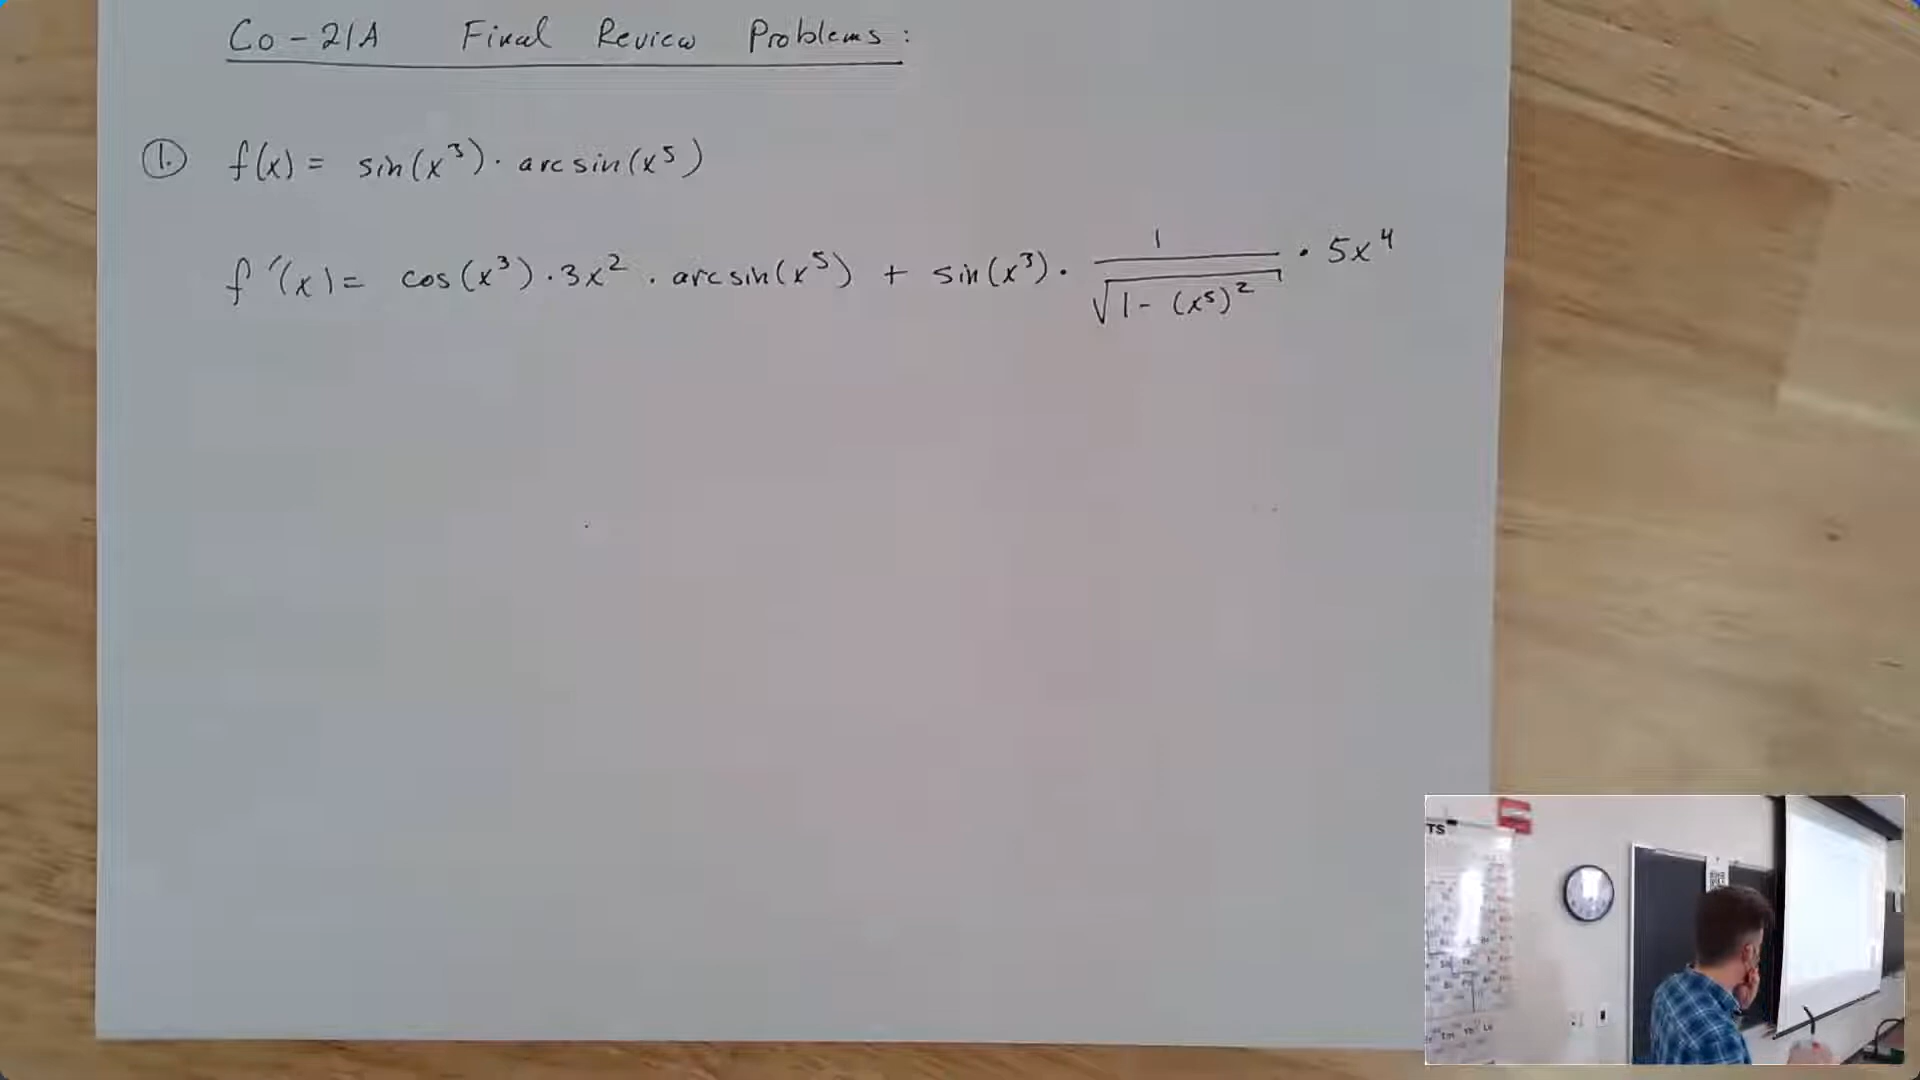 Co-21A Final Review Problems:
1. f(x) = sin(x³)· arcsin(x⁵)
f'(x) = cos(x³)·3x² · arcsin(x⁵) + sin(x³)· 1/√(1-(x⁵)²) · 5x⁴
TS